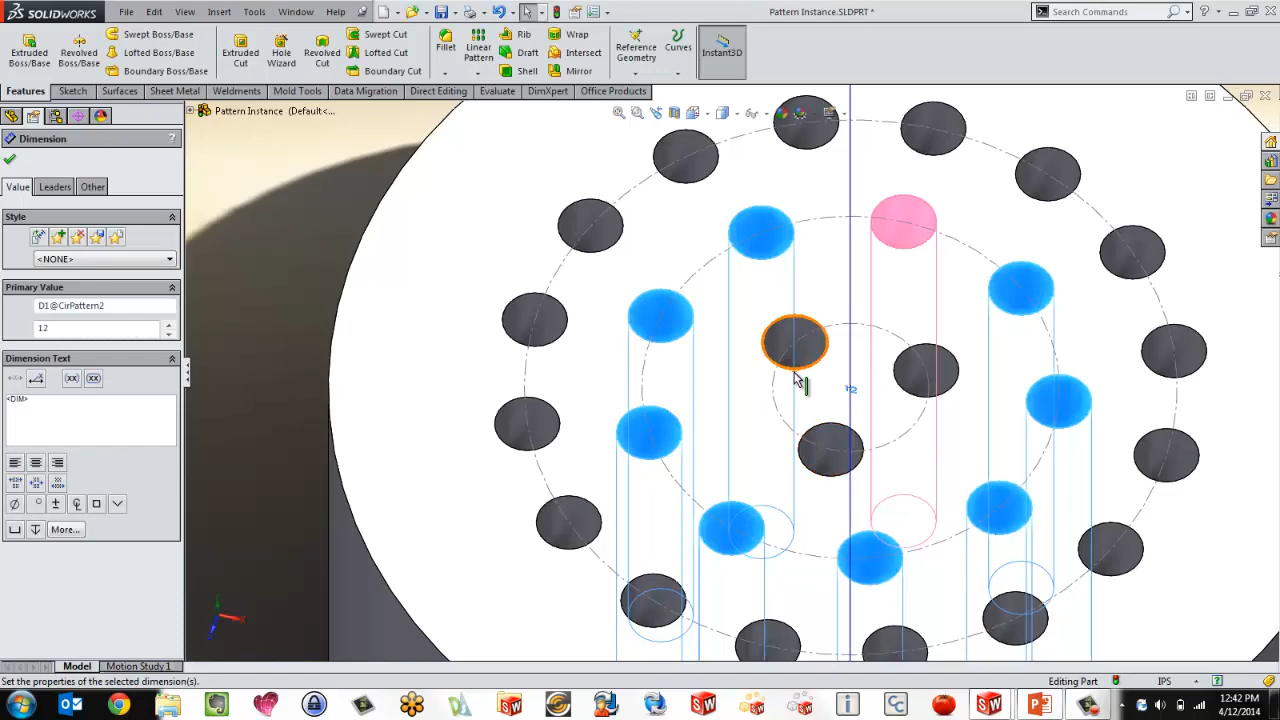 SOLIDWORKS
File
Edit
View
Insert
Tools
Window
Help
Pattern Instance.SLDPRT *
Search Commands
Extruded Boss/Base
Revolved Boss/Base
Swept Boss/Base
Lofted Boss/Base
Boundary Boss/Base
Extruded Cut
Hole Wizard
Revolved Cut
Swept Cut
Lofted Cut
Boundary Cut
Fillet
Linear Pattern
Rib
Draft
Shell
Wrap
Intersect
Mirror
Reference Geometry
Curves
Instant3D
Features
Sketch
Surfaces
Sheet Metal
Weldments
Mold Tools
Data Migration
Direct Editing
Evaluate
DimXpert
Office Products
Pattern Instance (Default<...
Dimension
?
Value
Leaders
Other
Style
<NONE>
Primary Value
D1@CirPattern2
12
Dimension Text
<DIM>
More...
Model
Motion Study 1
Set the properties of the selected dimension(s).
Editing Part
IPS
12:42 PM
4/12/2014